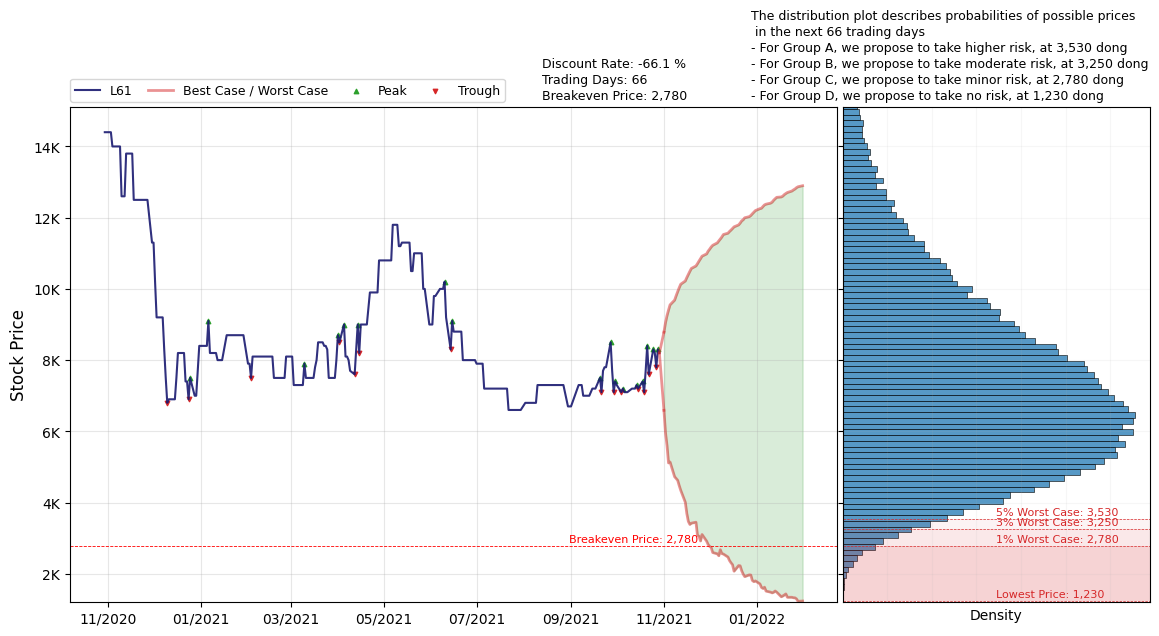 The distribution plot describes probabilities of possible prices
in the next 66 trading days
- For Group A, we propose to take higher risk, at 3,530 dong
- For Group B, we propose to take moderate risk, at 3,250 dong
- For Group C, we propose to take minor risk, at 2,780 dong
- For Group D, we propose to take no risk, at 1,230 dong
Discount Rate: -66.1 %
Trading Days: 66
Breakeven Price: 2,780
L61
Best Case / Worst Case
Peak
Trough
Stock Price
14K
12K
10K
8K
6K
4K
2K
Breakeven Price: 2,780
5% Worst Case: 3,530
3% Worst Case: 3,250
1% Worst Case: 2,780
Lowest Price: 1,230
11/2020
01/2021
03/2021
05/2021
07/2021
09/2021
11/2021
01/2022
Density